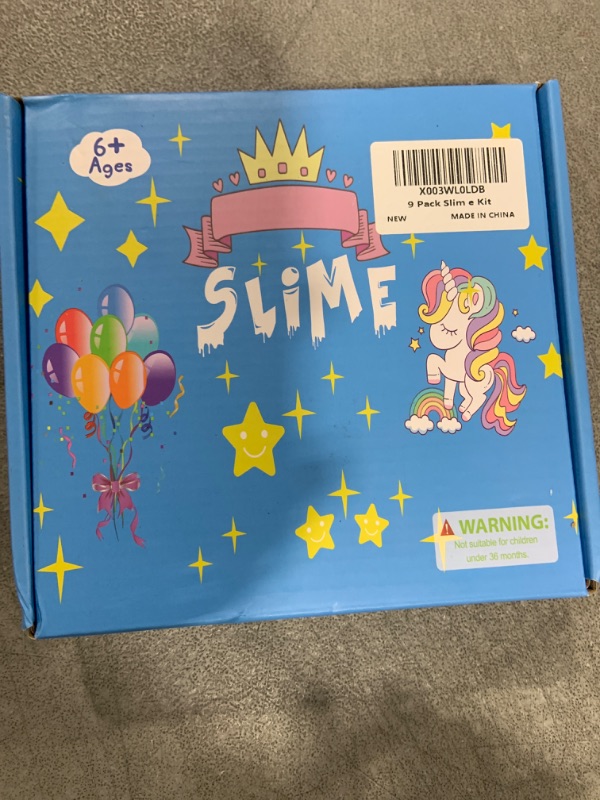 6+
Ages
X003WL0LDB
9 Pack Slim e Kit
NEW MADE IN CHINA
SLiME
WARNING:
Not suitable for children
under 36 months.